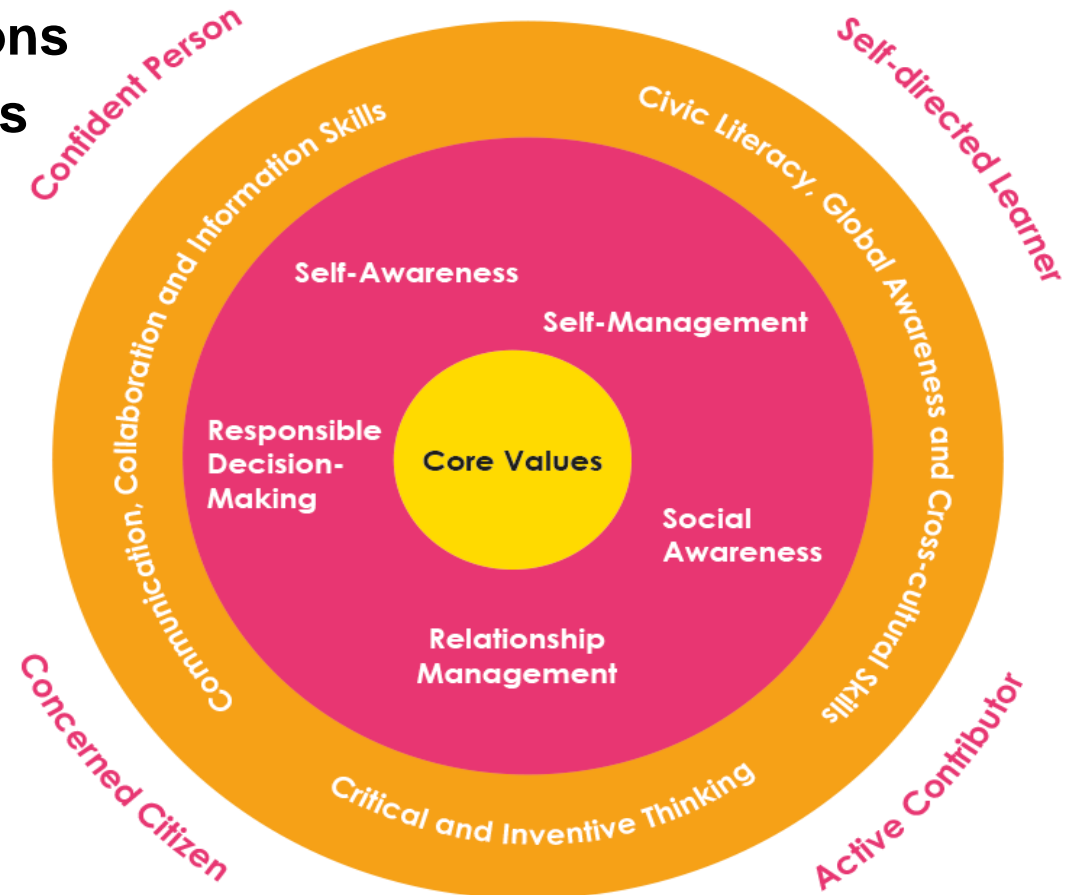 ons
s
Confident Person
Self-directed Learner
Communication, Collaboration and Information Skills
Civic Literacy, Global Awareness and Cross-cultural Skills
Self-Awareness
Self-Management
Responsible
Decision-
Making
Core Values
Social
Awareness
Relationship
Management
Critical and Inventive Thinking
Concerned Citizen
Active Contributor